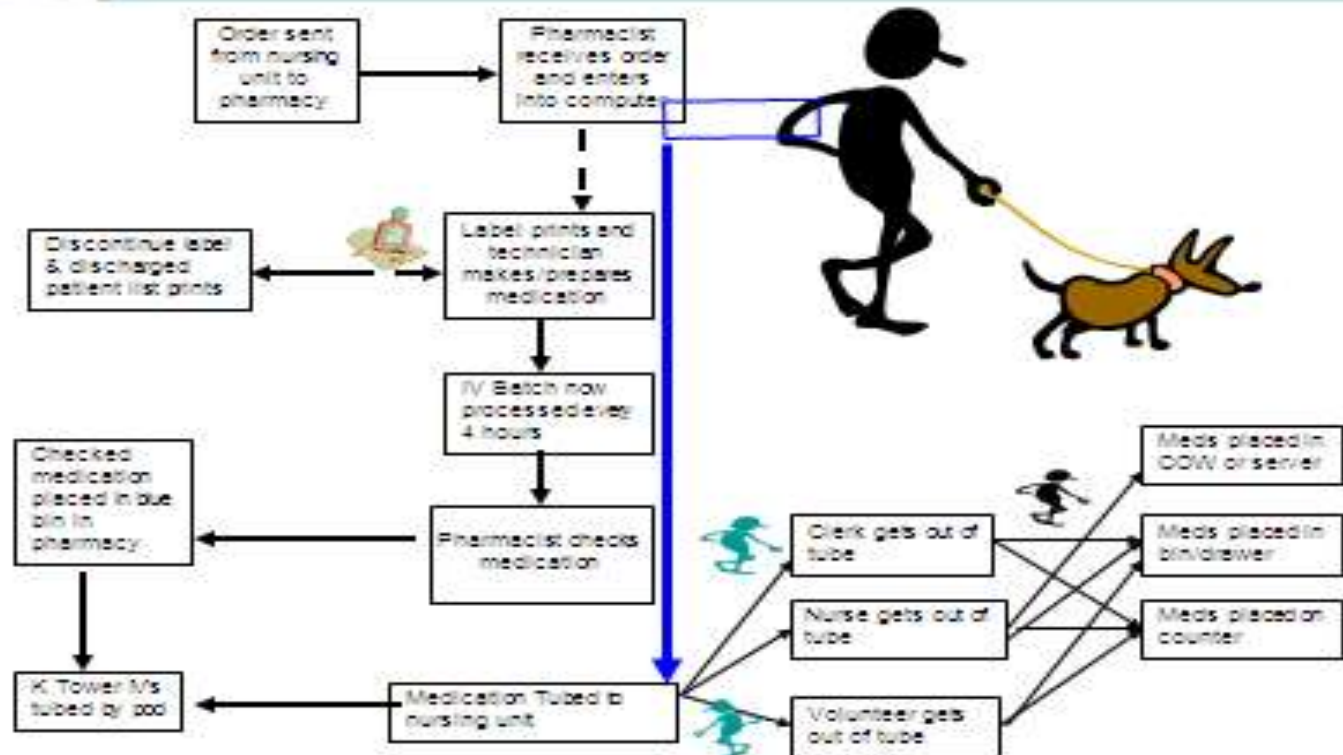 Order sent
from nursing
unit to
pharmacy
Pharmacist
receives order
and enters
into computer
Discontinue label
& discharged
patient list prints
Label prints and
technician
makes/prepares
medication
IV Batch now
processed every
4 hours
Checked
medication
placed in blue
bin in
pharmacy
Pharmacist checks
medication
K Tower IVs
tubed by pod
Medication Tubed to
nursing unit
Clerk gets out of
tube
Nurse gets out of
tube
Volunteer gets
out of tube
Meds placed in
COW or server
Meds placed in
bin/drawer
Meds placed on
counter